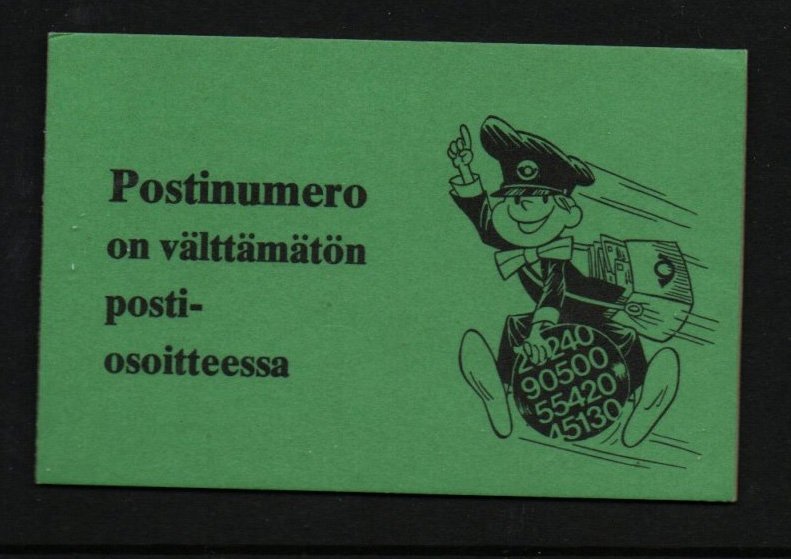 Postinumero
on välttämätön
posti-
osoitteessa
90500
55420
45130